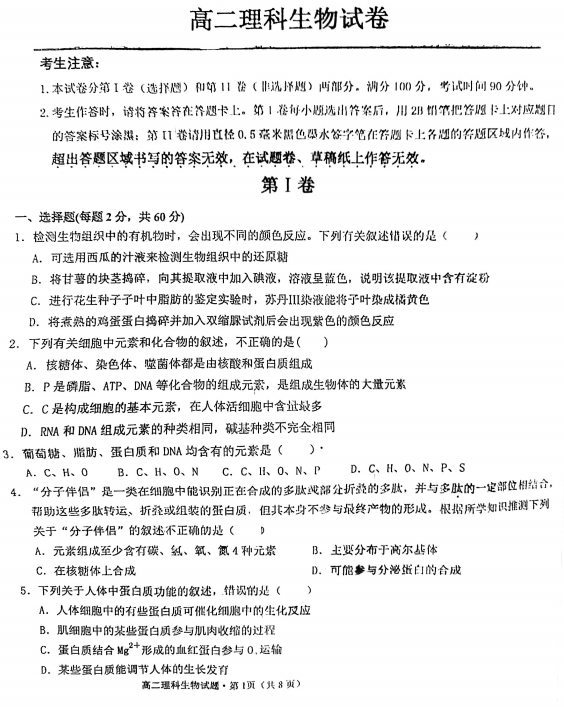 高二理科生物试卷
考生注意：
1.本试卷分第Ⅰ卷（选择题）和第Ⅱ卷（非选择题）两部分。满分100分，考试时间90分钟。
2.考生作答时，请将答案答在答题卡上。第Ⅰ卷每小题选出答案后，用2B铅笔把答题卡上对应题目
的答案标号涂黑；第Ⅱ卷请用直径0.5毫米黑色墨水签字笔在答题卡上各题的答题区域内作答，
超出答题区域书写的答案无效，在试题卷、草稿纸上作答无效。
第Ⅰ卷
一、选择题(每题2分，共60分)
1．检测生物组织中的有机物时，会出现不同的颜色反应。下列有关叙述错误的是（ ）
A．可选用西瓜的汁液来检测生物组织中的还原糖
B．将甘薯的块茎捣碎，向其提取液中加入碘液，溶液呈蓝色，说明该提取液中含有淀粉
C．进行花生种子子叶中脂肪的鉴定实验时，苏丹Ⅲ染液能将子叶染成橘黄色
D．将煮熟的鸡蛋蛋白捣碎并加入双缩脲试剂后会出现紫色的颜色反应
2．下列有关细胞中元素和化合物的叙述，不正确的是( )
A．核糖体、染色体、噬菌体都是由核酸和蛋白质组成
B．P是磷脂、ATP、DNA等化合物的组成元素，是组成生物体的大量元素
C．C是构成细胞的基本元素，在人体活细胞中含量最多
D．RNA和DNA组成元素的种类相同，碱基种类不完全相同
3．葡萄糖、脂肪、蛋白质和DNA均含有的元素是（ ）
A．C、H、O B．C、H、O、N C．C、H、O、N、P D．C、H、O、N、P、S
4．“分子伴侣”是一类在细胞中能识别正在合成的多肽或部分折叠的多肽，并与多肽的一定部位相结合，
帮助这些多肽转运、折叠或组装的蛋白质，但其本身不参与最终产物的形成。根据所学知识推测下列
关于“分子伴侣”的叙述不正确的是（ ）
A．元素组成至少含有碳、氢、氧、氮4种元素 B．主要分布于高尔基体
C．在核糖体上合成 D．可能参与分泌蛋白的合成
5．下列关于人体中蛋白质功能的叙述，错误的是（ ）
A．人体细胞中的有些蛋白质可催化细胞中的生化反应
B．肌细胞中的某些蛋白质参与肌肉收缩的过程
C．蛋白质结合Mg²⁺形成的血红蛋白参与O₂运输
D．某些蛋白质能调节人体的生长发育
高二理科生物试题·第1页（共8页）